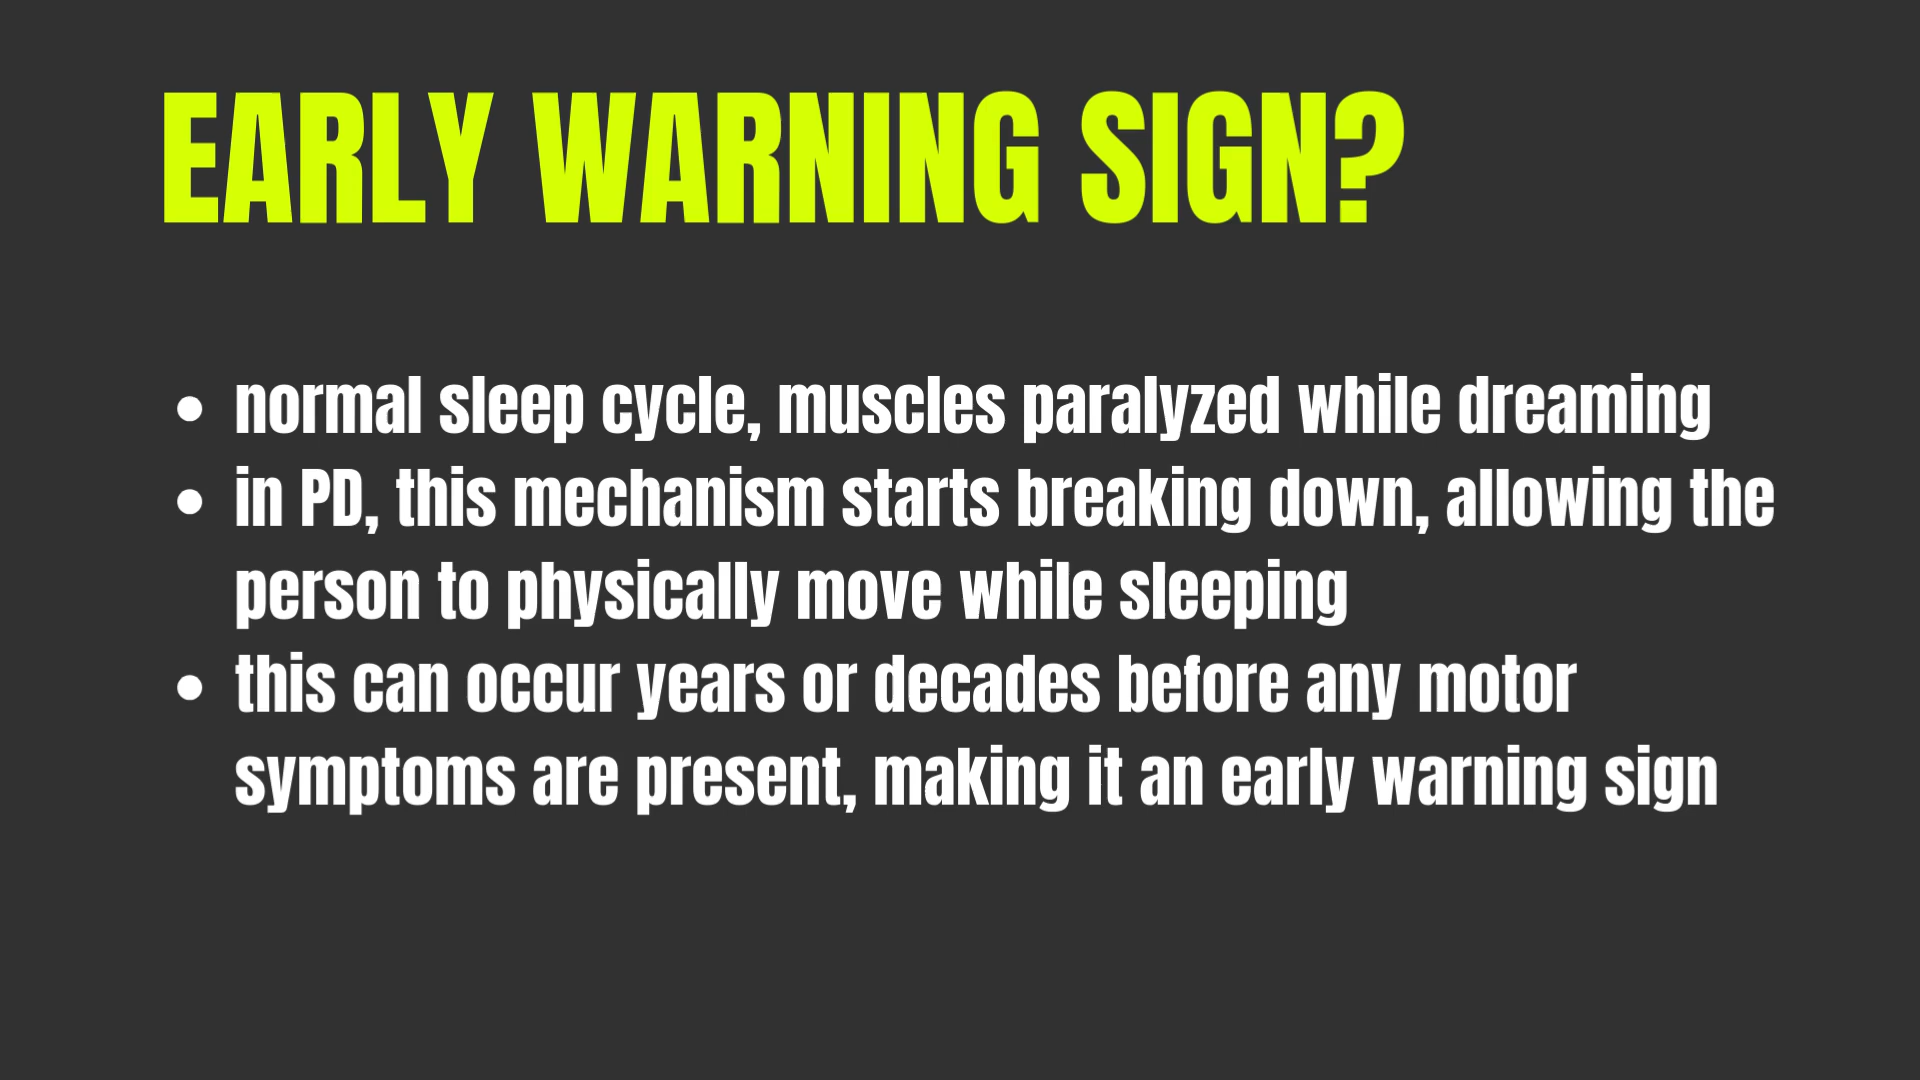 EARLY WARNING SIGN?
• normal sleep cycle, muscles paralyzed while dreaming
• in PD, this mechanism starts breaking down, allowing the
person to physically move while sleeping
• this can occur years or decades before any motor
symptoms are present, making it an early warning sign